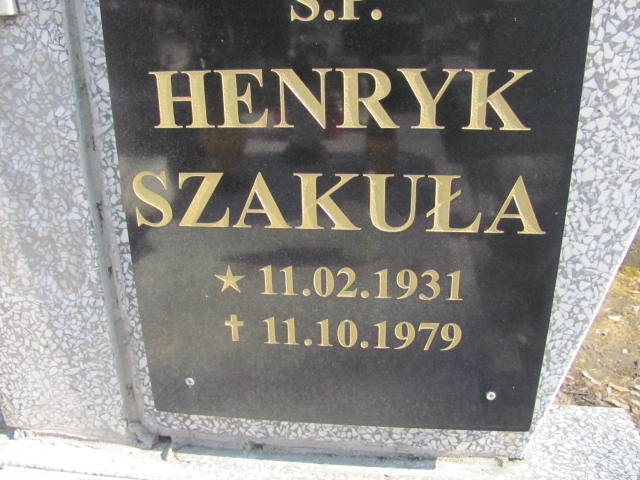 Ś.P.
HENRYK
SZAKUŁA
★ 11.02.1931
✝ 11.10.1979